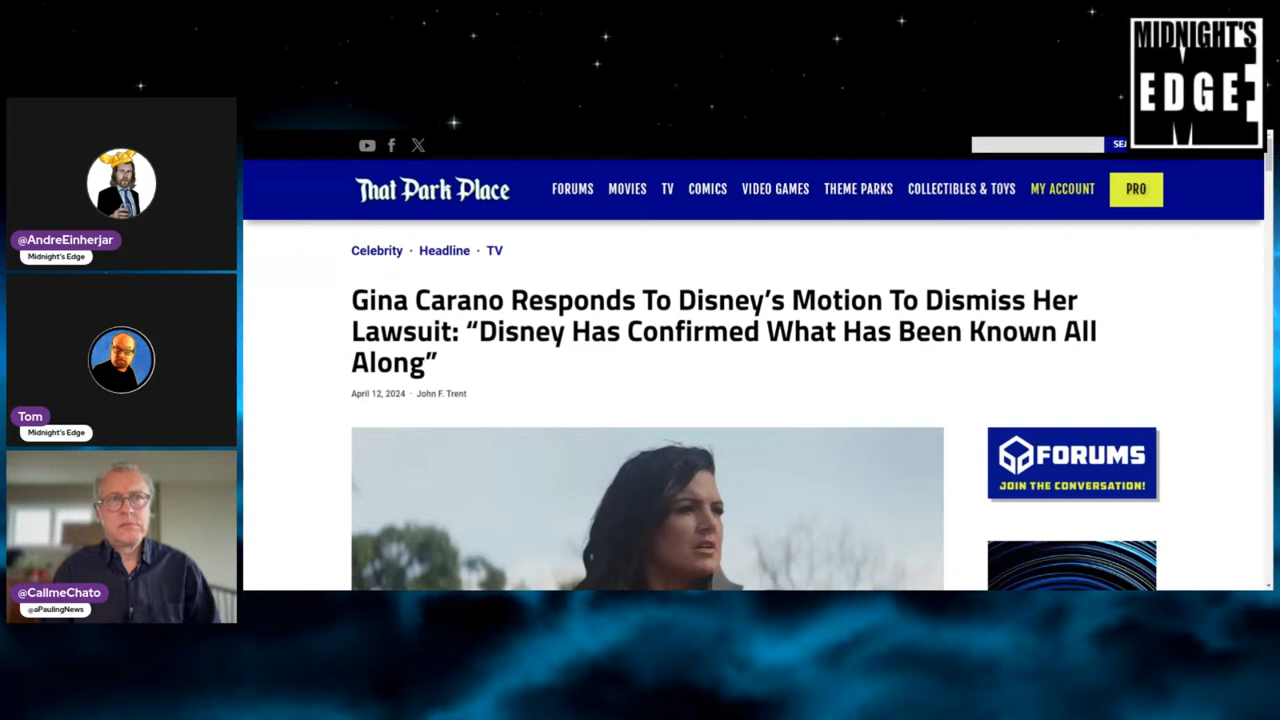 MIDNIGHT'S
EDGE
@AndreEinherjar
Midnight's Edge
Tom
Midnight's Edge
@CallmeChato
@aPaulingNews
That Park Place
FORUMS MOVIES TV COMICS VIDEO GAMES THEME PARKS COLLECTIBLES & TOYS MY ACCOUNT PRO
Celebrity · Headline · TV
Gina Carano Responds To Disney’s Motion To Dismiss Her
Lawsuit: “Disney Has Confirmed What Has Been Known All
Along”
April 12, 2024 · John F. Trent
FORUMS
JOIN THE CONVERSATION!